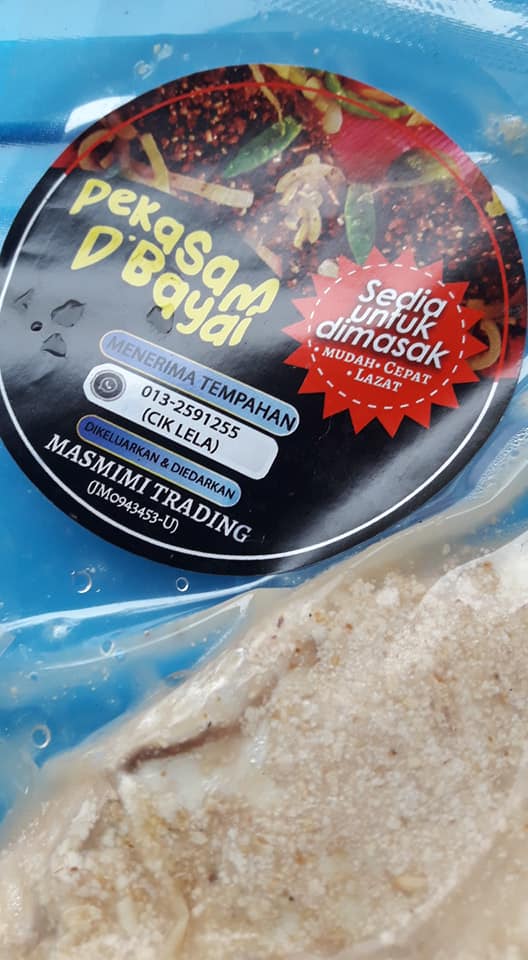 Pekasam
D'Bayai
Sedia
untuk
dimasak
MUDAH • CEPAT
• LAZAT
MENERIMA TEMPAHAN
013-2591255
(CIK LELA)
DIKELUARKAN & DIEDARKAN
MASMIMI TRADING
(JM0943453-U)